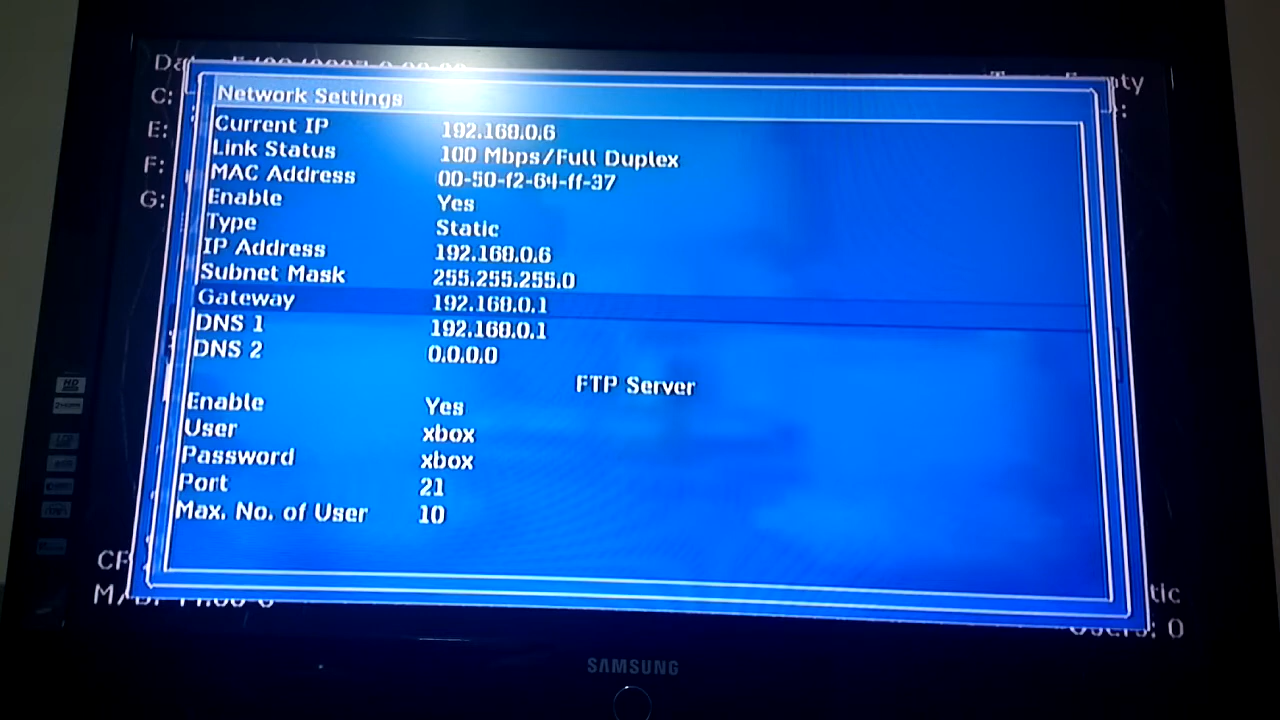 C:
E:
F:
G:
Network Settings
Current IP 192.168.0.6
Link Status 100 Mbps/Full Duplex
MAC Address 00-50-f2-64-ff-37
Enable Yes
Type Static
IP Address 192.168.0.6
Subnet Mask 255.255.255.0
Gateway 192.168.0.1
DNS 1 192.168.0.1
DNS 2 0.0.0.0
FTP Server
Enable Yes
User xbox
Password xbox
Port 21
Max. No. of User 10
Users: 0
SAMSUNG
HD